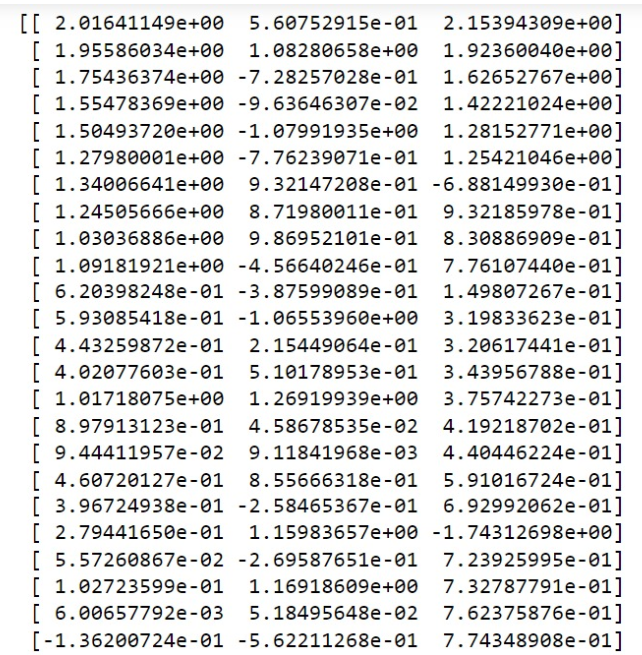 [[ 2.01641149e+00  5.60752915e-01  2.15394309e+00]
 [ 1.95586034e+00  1.08280658e+00  1.92360040e+00]
 [ 1.75436374e+00 -7.28257028e-01  1.62652767e+00]
 [ 1.55478369e+00 -9.63646307e-02  1.42221024e+00]
 [ 1.50493720e+00 -1.07991935e+00  1.28152771e+00]
 [ 1.27980001e+00 -7.76239071e-01  1.25421046e+00]
 [ 1.34006641e+00  9.32147208e-01 -6.88149930e-01]
 [ 1.24505666e+00  8.71980011e-01  9.32185978e-01]
 [ 1.03036886e+00  9.86952101e-01  8.30886909e-01]
 [ 1.09181921e+00 -4.56640246e-01  7.76107440e-01]
 [ 6.20398248e-01 -3.87599089e-01  1.49807267e-01]
 [ 5.93085418e-01 -1.06553960e+00  3.19833623e-01]
 [ 4.43259872e-01  2.15449064e-01  3.20617441e-01]
 [ 4.02077603e-01  5.10178953e-01  3.43956788e-01]
 [ 1.01718075e+00  1.26919939e+00  3.75742273e-01]
 [ 8.97913123e-01  4.58678535e-02  4.19218702e-01]
 [ 9.44411957e-02  9.11841968e-03  4.40446224e-01]
 [ 4.60720127e-01  8.55666318e-01  5.91016724e-01]
 [ 3.96724938e-01 -2.58465367e-01  6.92992062e-01]
 [ 2.79441650e-01  1.15983657e+00 -1.74312698e+00]
 [ 5.57260867e-02 -2.69587651e-01  7.23925995e-01]
 [ 1.02723599e-01  1.16918609e+00  7.32787791e-01]
 [ 6.00657792e-03  5.18495648e-02  7.62375876e-01]
 [-1.36200724e-01 -5.62211268e-01  7.74348908e-01]